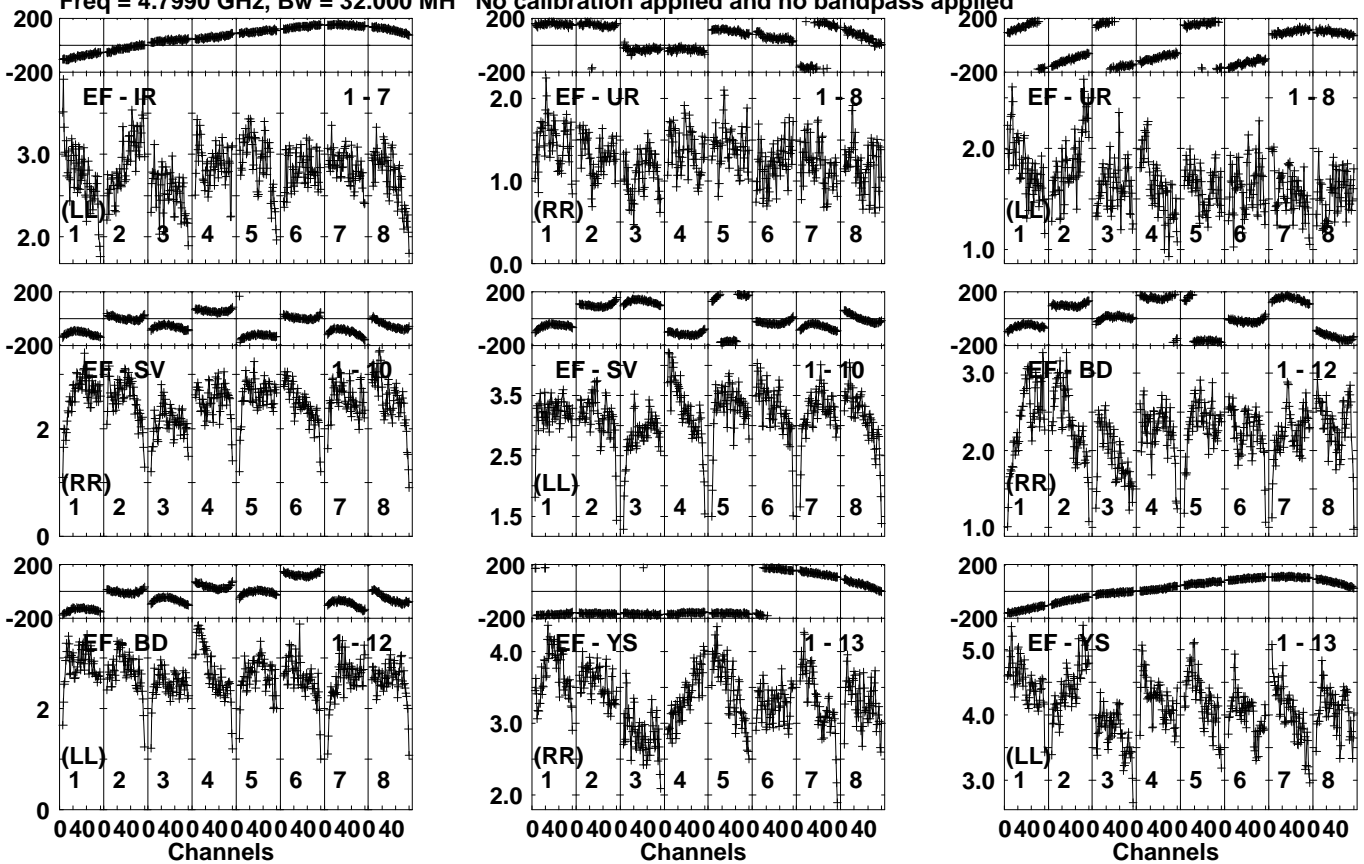 Freq = 4.7990 GHz, Bw = 32.000 MH No calibration applied and no bandpass applied
200
-200
EF - IR 1 - 7
3.0
2.0
(LL)
1 2 3 4 5 6 7 8
200
-200
EF - UR 1 - 8
2.0
1.0
0.0
(RR)
1 2 3 4 5 6 7 8
200
-200
EF - UR 1 - 8
2.0
1.0
(LL)
1 2 3 4 5 6 7 8
200
-200
EF - SV 1 - 10
2
0
(RR)
1 2 3 4 5 6 7 8
200
-200
EF - SV 1 - 10
3.5
2.5
1.5
(LL)
1 2 3 4 5 6 7 8
200
-200
EF - BD 1 - 12
3.0
2.0
1.0
(RR)
1 2 3 4 5 6 7 8
200
-200
EF - BD 1 - 12
2
0
(LL)
1 2 3 4 5 6 7 8
0 40 0 40 0 40 0 40 0 40 0 40 0 40 0 40
Channels
200
-200
EF - YS 1 - 13
4.0
3.0
2.0
(RR)
1 2 3 4 5 6 7 8
0 40 0 40 0 40 0 40 0 40 0 40 0 40 0 40
Channels
200
-200
EF - YS 1 - 13
5.0
4.0
3.0
(LL)
1 2 3 4 5 6 7 8
0 40 0 40 0 40 0 40 0 40 0 40 0 40 0 40
Channels